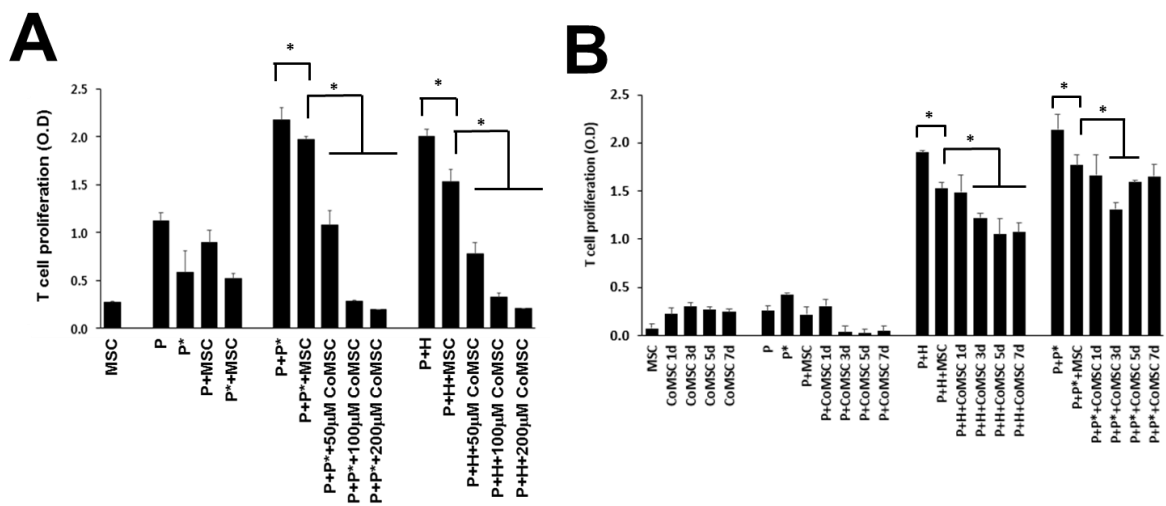 A
T cell proliferation (O.D)
2.5
2.0
1.5
1.0
0.5
0.0
*
*
*
*
MSC
P
P*
P+MSC
P*+MSC
P+P*
P+P*+MSC
P+P*+50µM CoMSC
P+P*+100µM CoMSC
P+P*+200µM CoMSC
P+H
P+H+MSC
P+H+50µM CoMSC
P+H+100µM CoMSC
P+H+200µM CoMSC
B
T cell proliferation (O.D)
2.5
2.0
1.5
1.0
0.5
0.0
*
*
*
*
MSC
CoMSC 1d
CoMSC 3d
CoMSC 5d
CoMSC 7d
P
P*
P+MSC
P+CoMSC 1d
P+CoMSC 3d
P+CoMSC 5d
P+CoMSC 7d
P+H
P+H+MSC
P+H+CoMSC 1d
P+H+CoMSC 3d
P+H+CoMSC 5d
P+H+CoMSC 7d
P+P*
P+P*+MSC
P+P*+CoMSC 1d
P+P*+CoMSC 3d
P+P*+CoMSC 5d
P+P*+CoMSC 7d